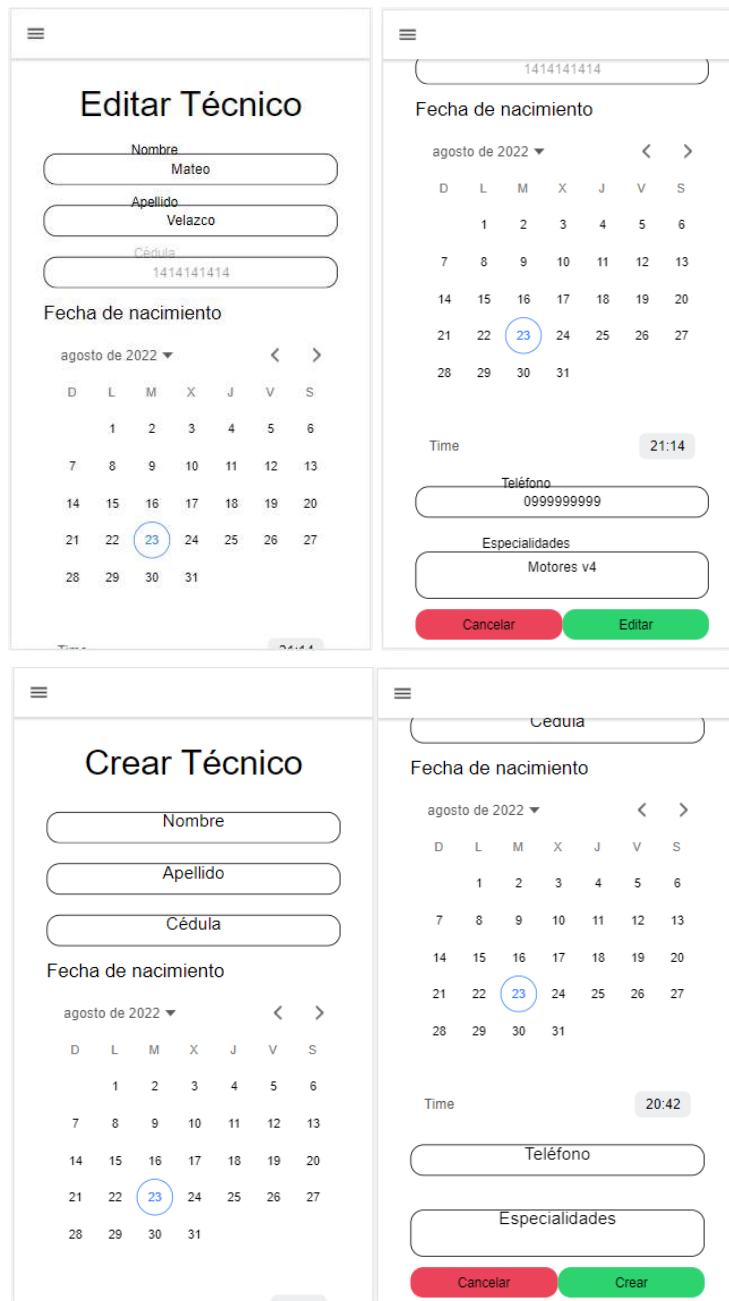 Editar Técnico
Nombre
Mateo
Apellido
Velazco
Cédula
1414141414
Fecha de nacimiento
agosto de 2022
D L M X J V S
1 2 3 4 5 6
7 8 9 10 11 12 13
14 15 16 17 18 19 20
21 22 23 24 25 26 27
28 29 30 31
Time 21:14
1414141414
Fecha de nacimiento
agosto de 2022
D L M X J V S
1 2 3 4 5 6
7 8 9 10 11 12 13
14 15 16 17 18 19 20
21 22 23 24 25 26 27
28 29 30 31
Time 21:14
Teléfono
0999999999
Especialidades
Motores v4
Cancelar Editar
Crear Técnico
Nombre
Apellido
Cédula
Fecha de nacimiento
agosto de 2022
D L M X J V S
1 2 3 4 5 6
7 8 9 10 11 12 13
14 15 16 17 18 19 20
21 22 23 24 25 26 27
28 29 30 31
Cédula
Fecha de nacimiento
agosto de 2022
D L M X J V S
1 2 3 4 5 6
7 8 9 10 11 12 13
14 15 16 17 18 19 20
21 22 23 24 25 26 27
28 29 30 31
Time 20:42
Teléfono
Especialidades
Cancelar Crear